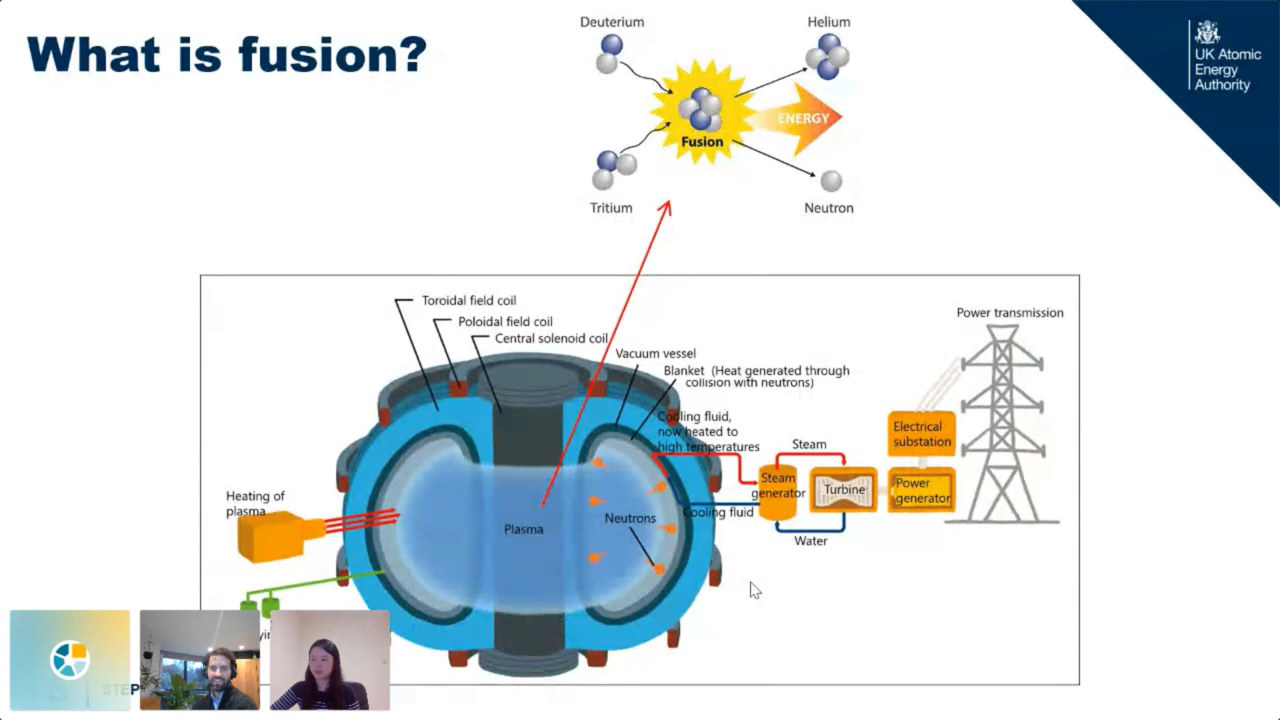 What is fusion?
Deuterium
Helium
UK Atomic
Energy
Authority
ENERGY
Fusion
Tritium
Neutron
Toroidal field coil
Poloidal field coil
Central solenoid coil
Vacuum vessel
Blanket (Heat generated through
collision with neutrons)
Power transmission
Cooling fluid,
now heated to
high temperatures
Steam
Electrical
substation
Steam
generator
Turbine
Power
generator
Heating of
plasma
Plasma
Neutrons
Cooling fluid
Water
STEP